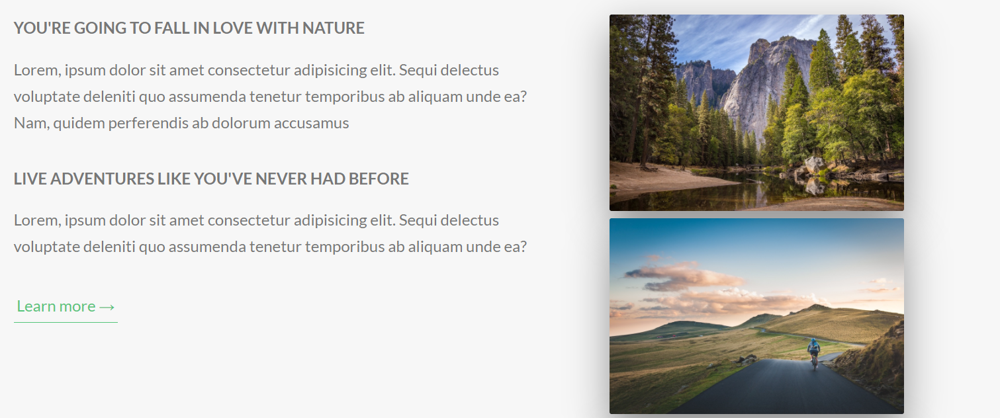 YOU'RE GOING TO FALL IN LOVE WITH NATURE
Lorem, ipsum dolor sit amet consectetur adipisicing elit. Sequi delectus
voluptate deleniti quo assumenda tenetur temporibus ab aliquam unde ea?
Nam, quidem perferendis ab dolorum accusamus
LIVE ADVENTURES LIKE YOU'VE NEVER HAD BEFORE
Lorem, ipsum dolor sit amet consectetur adipisicing elit. Sequi delectus
voluptate deleniti quo assumenda tenetur temporibus ab aliquam unde ea?
Learn more →